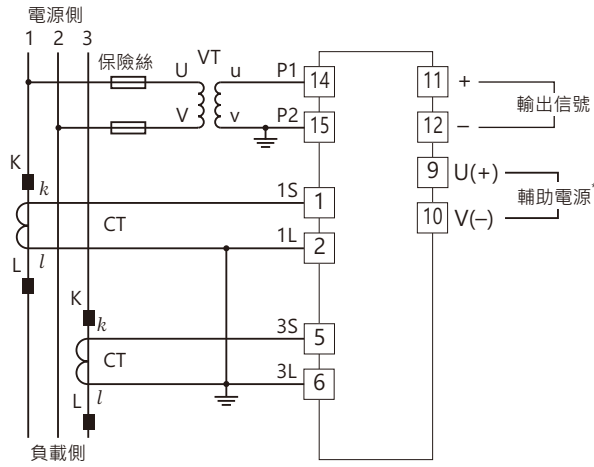 電源側
1 2 3
保險絲
U
VT
u
P1
14
11
+
輸出信號
V
v
P2
15
12
–
9
U(+)
輔助電源*
10
V(–)
K
k
1S
1
CT
1L
2
L
l
K
k
3S
5
CT
3L
6
L
l
負載側